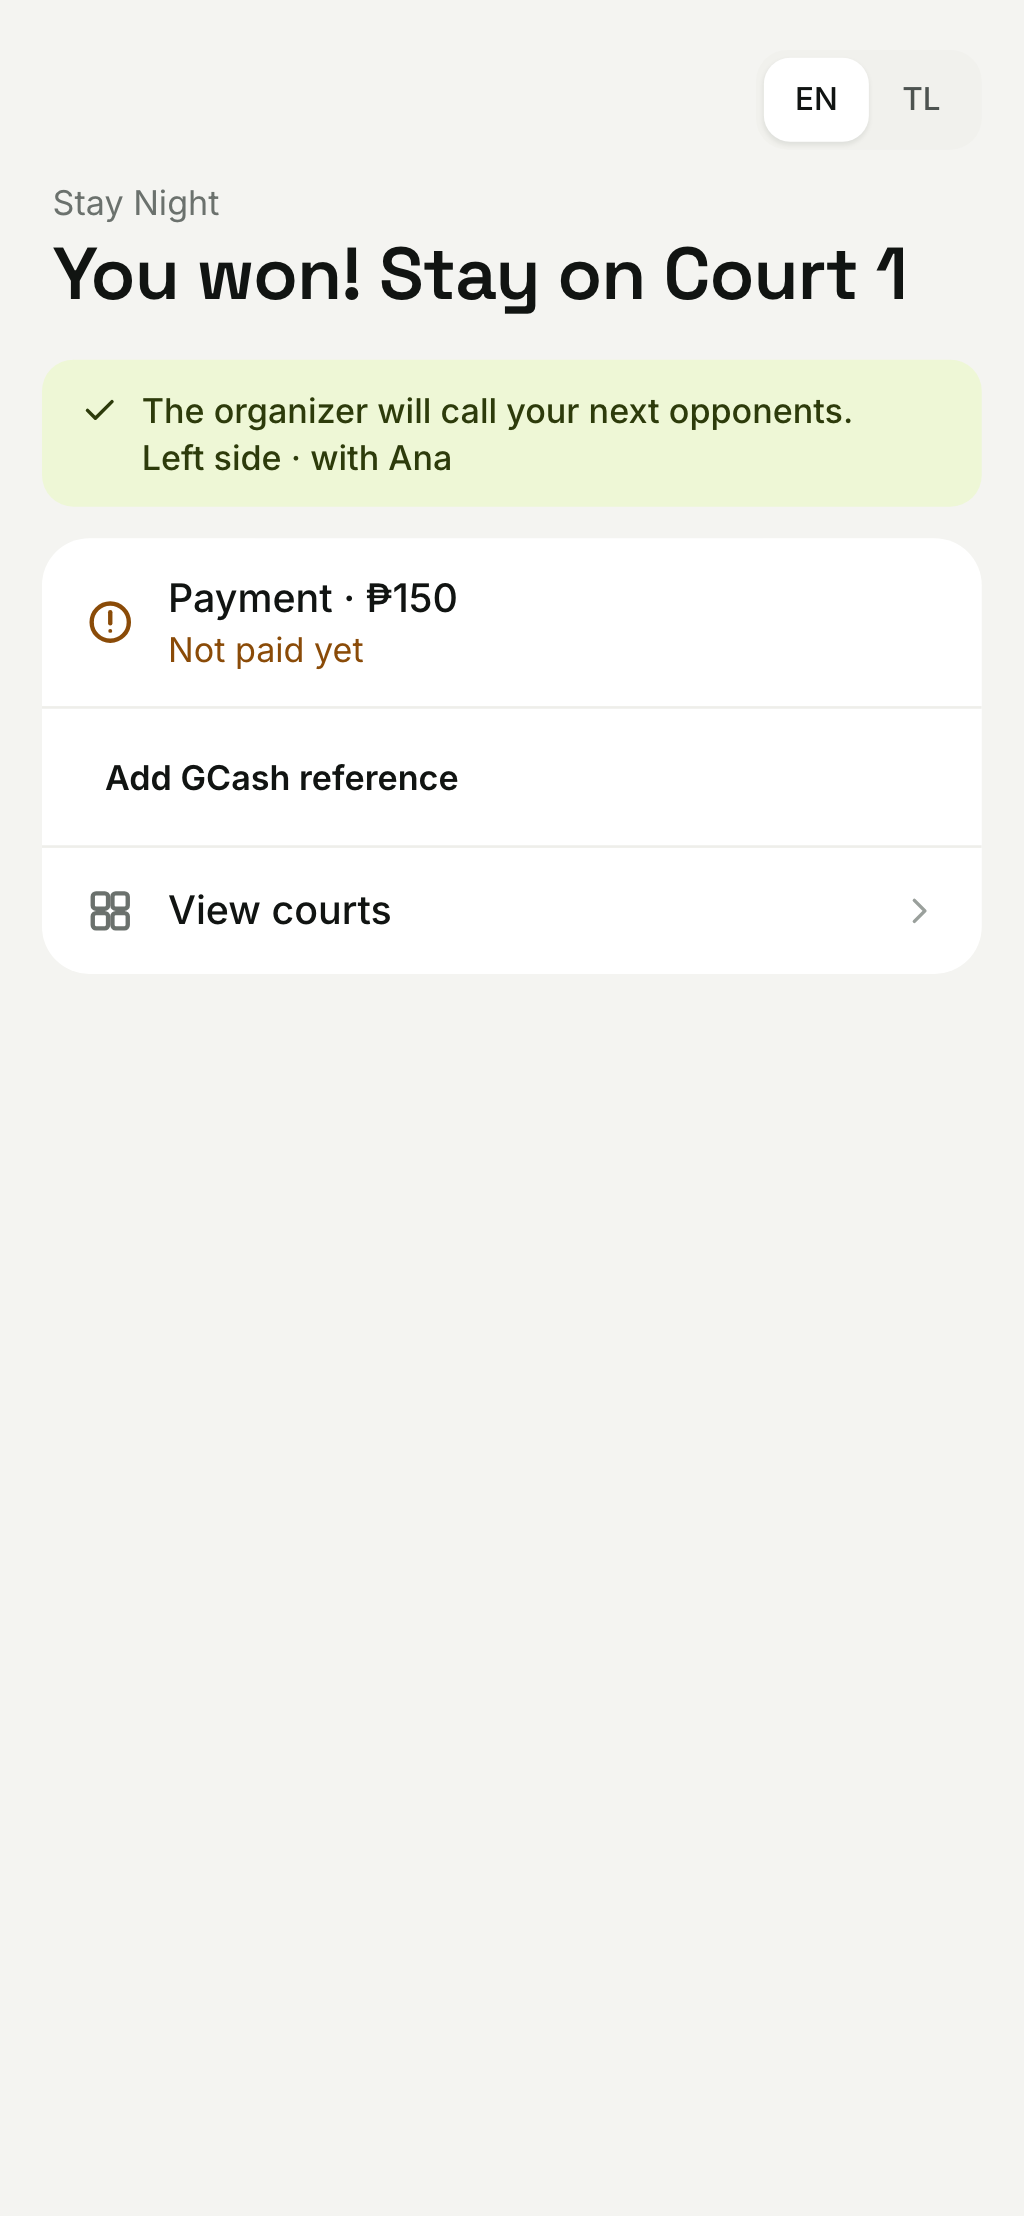 EN
TL
Stay Night
You won! Stay on Court 1
The organizer will call your next opponents.
Left side · with Ana
Payment · ₱150
Not paid yet
Add GCash reference
View courts